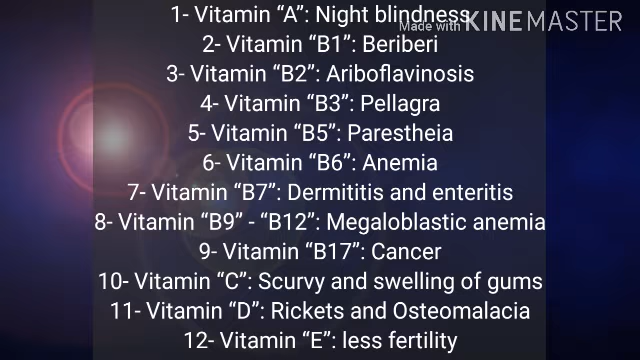 1- Vitamin “A”: Night blindness
Made with KINEMASTER
2- Vitamin “B1”: Beriberi
3- Vitamin “B2”: Ariboflavinosis
4- Vitamin “B3”: Pellagra
5- Vitamin “B5”: Parestheia
6- Vitamin “B6”: Anemia
7- Vitamin “B7”: Dermititis and enteritis
8- Vitamin “B9” - “B12”: Megaloblastic anemia
9- Vitamin “B17”: Cancer
10- Vitamin “C”: Scurvy and swelling of gums
11- Vitamin “D”: Rickets and Osteomalacia
12- Vitamin “E”: less fertility